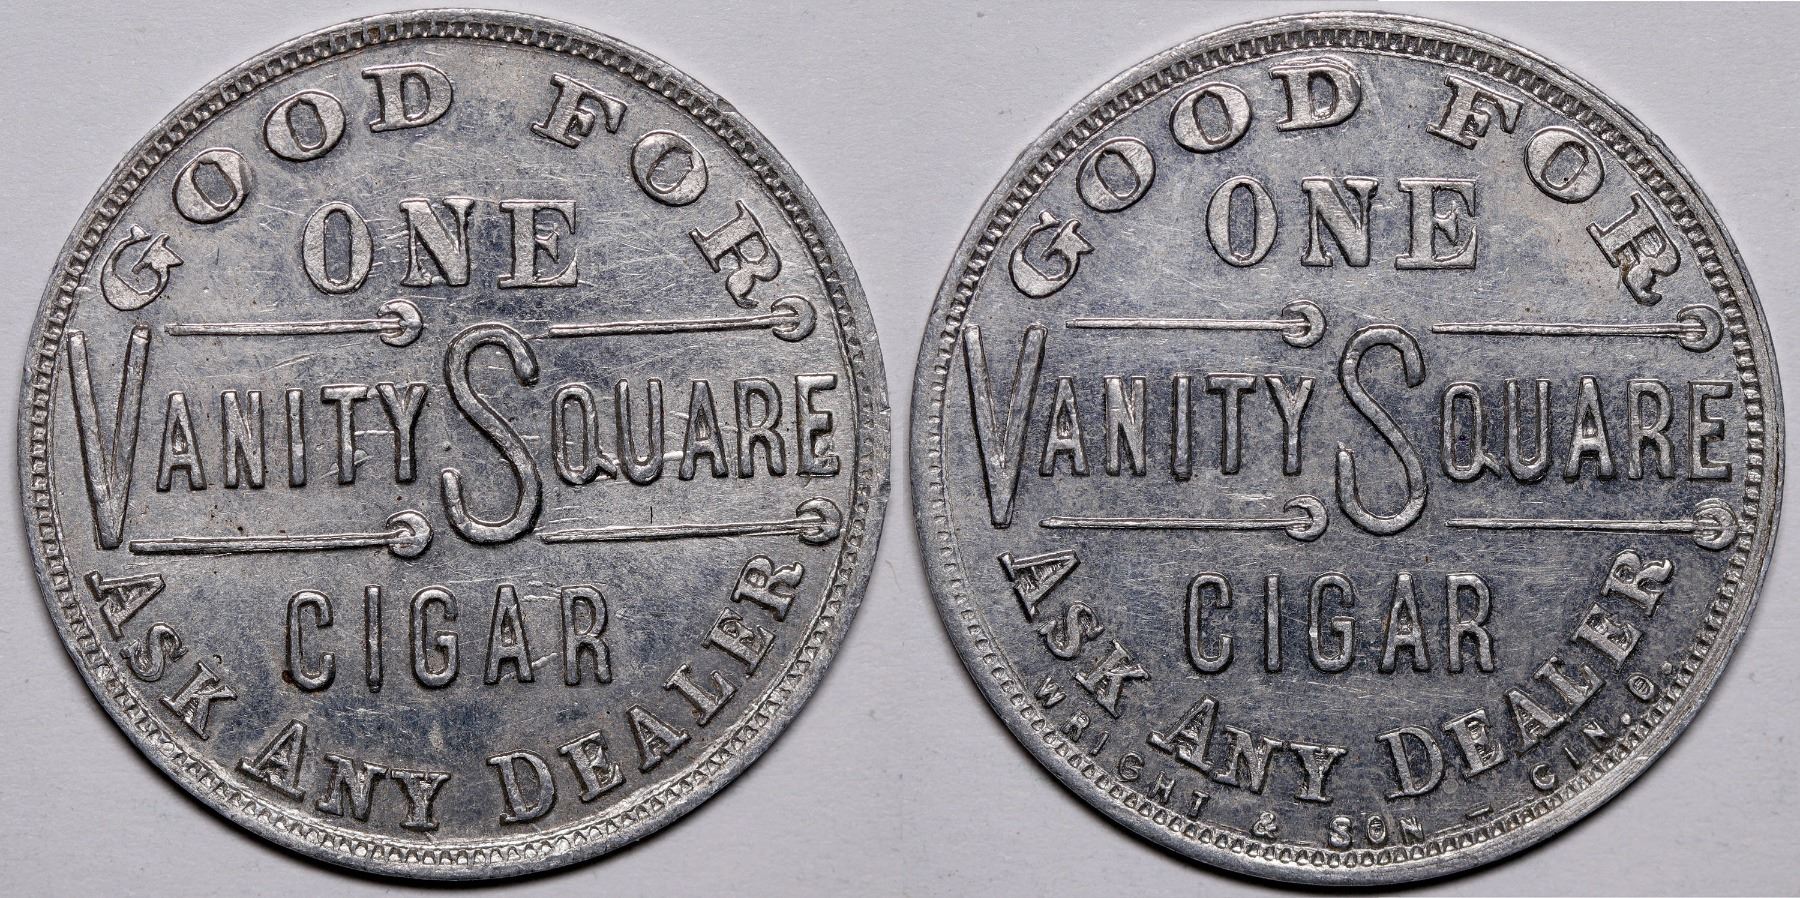 GOOD FOR
ONE
VANITY SQUARE
CIGAR
ASK ANY DEALER
GOOD FOR
ONE
VANITY SQUARE
CIGAR
ASK ANY DEALER
WRIGHT & SON - CIN. O.